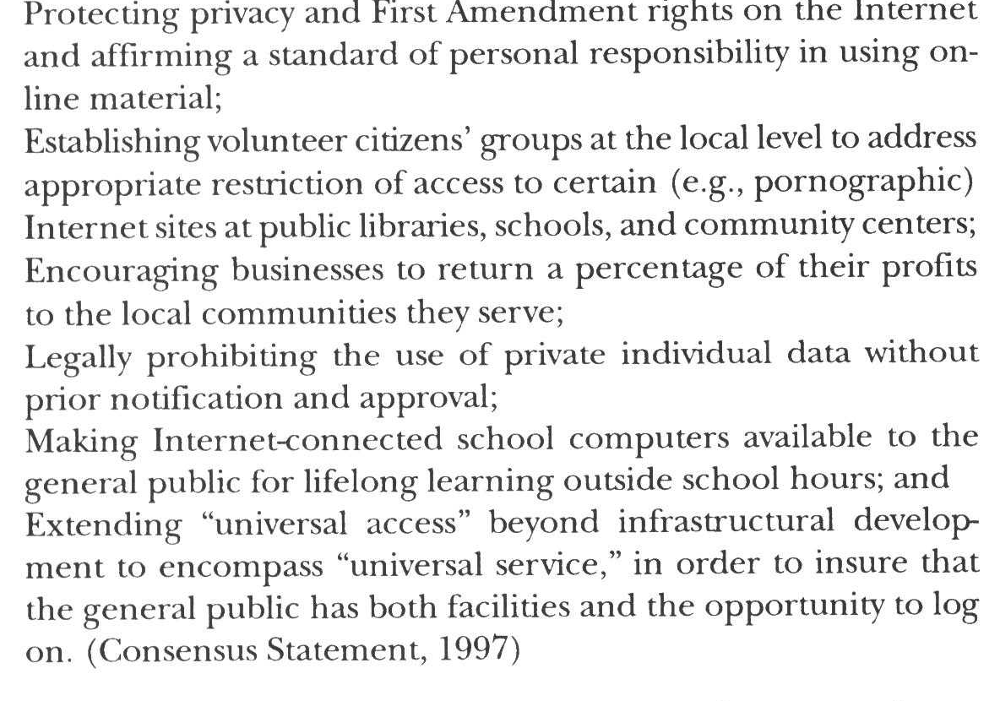 Protecting privacy and First Amendment rights on the Internet
and affirming a standard of personal responsibility in using on-
line material;
Establishing volunteer citizens’ groups at the local level to address
appropriate restriction of access to certain (e.g., pornographic)
Internet sites at public libraries, schools, and community centers;
Encouraging businesses to return a percentage of their profits
to the local communities they serve;
Legally prohibiting the use of private individual data without
prior notification and approval;
Making Internet-connected school computers available to the
general public for lifelong learning outside school hours; and
Extending “universal access” beyond infrastructural develop-
ment to encompass “universal service,” in order to insure that
the general public has both facilities and the opportunity to log
on. (Consensus Statement, 1997)